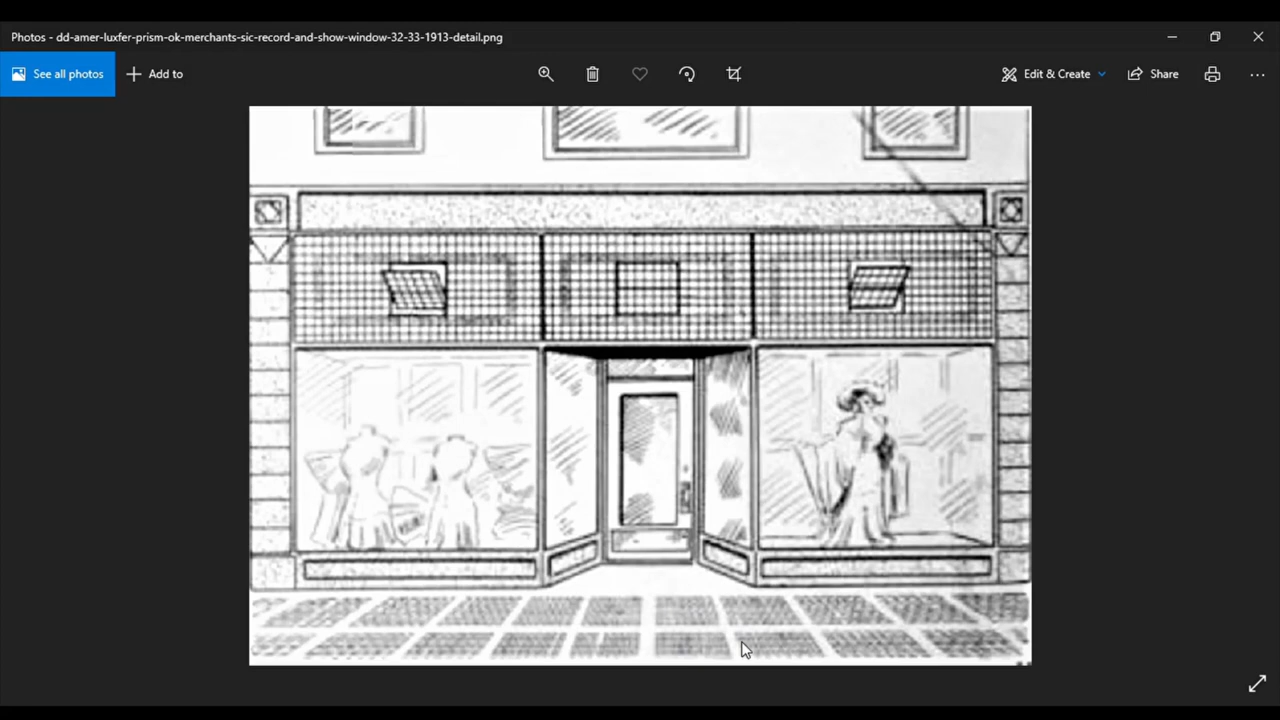 Photos - dd-amer-luxfer-prism-ok-merchants-sic-record-and-show-window-32-33-1913-detail.png
See all photos
Add to
Edit & Create
Share